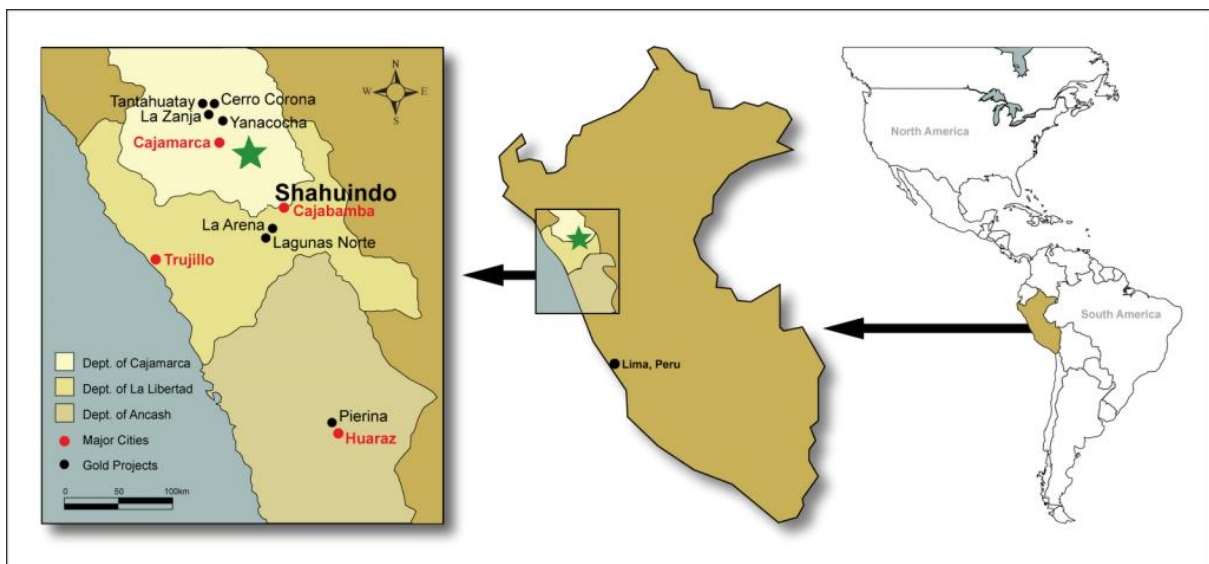 N
W
E
S
Tantahuatay
Cerro Corona
La Zanja
Yanacocha
Cajamarca
Shahuindo
Cajabamba
La Arena
Lagunas Norte
Trujillo
Dept. of Cajamarca
Dept. of La Libertad
Dept. of Ancash
Major Cities
Gold Projects
0 50 100km
Pierina
Huaraz
Lima, Peru
North America
South America